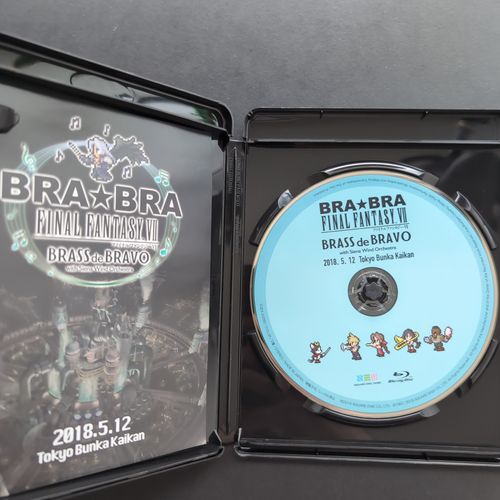 BRA★BRA
FINAL FANTASY VII
BRASS de BRAVO
with Siena Wind Orchestra
2018.5.12
Tokyo Bunka Kaikan
BRA★BRA
FINAL FANTASY VII
BRASS de BRAVO
with Siena Wind Orchestra
2018. 5. 12 Tokyo Bunka Kaikan